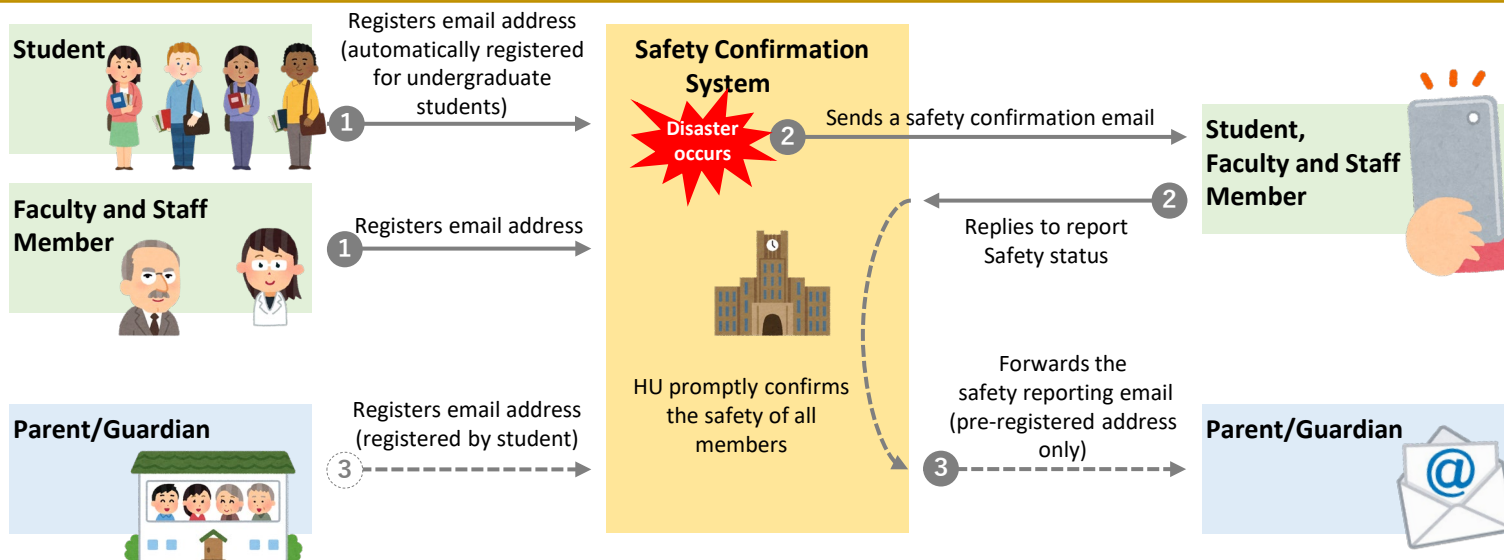 Student
Registers email address
(automatically registered
for undergraduate
students)
1
Faculty and Staff
Member
Registers email address
1
Parent/Guardian
Registers email address
(registered by student)
3
Safety Confirmation
System
Disaster
occurs
2
Sends a safety confirmation email
Student,
Faculty and Staff
Member
2
Replies to report
Safety status
HU promptly confirms
the safety of all
members
Forwards the
safety reporting email
(pre-registered address
only)
3
Parent/Guardian
@